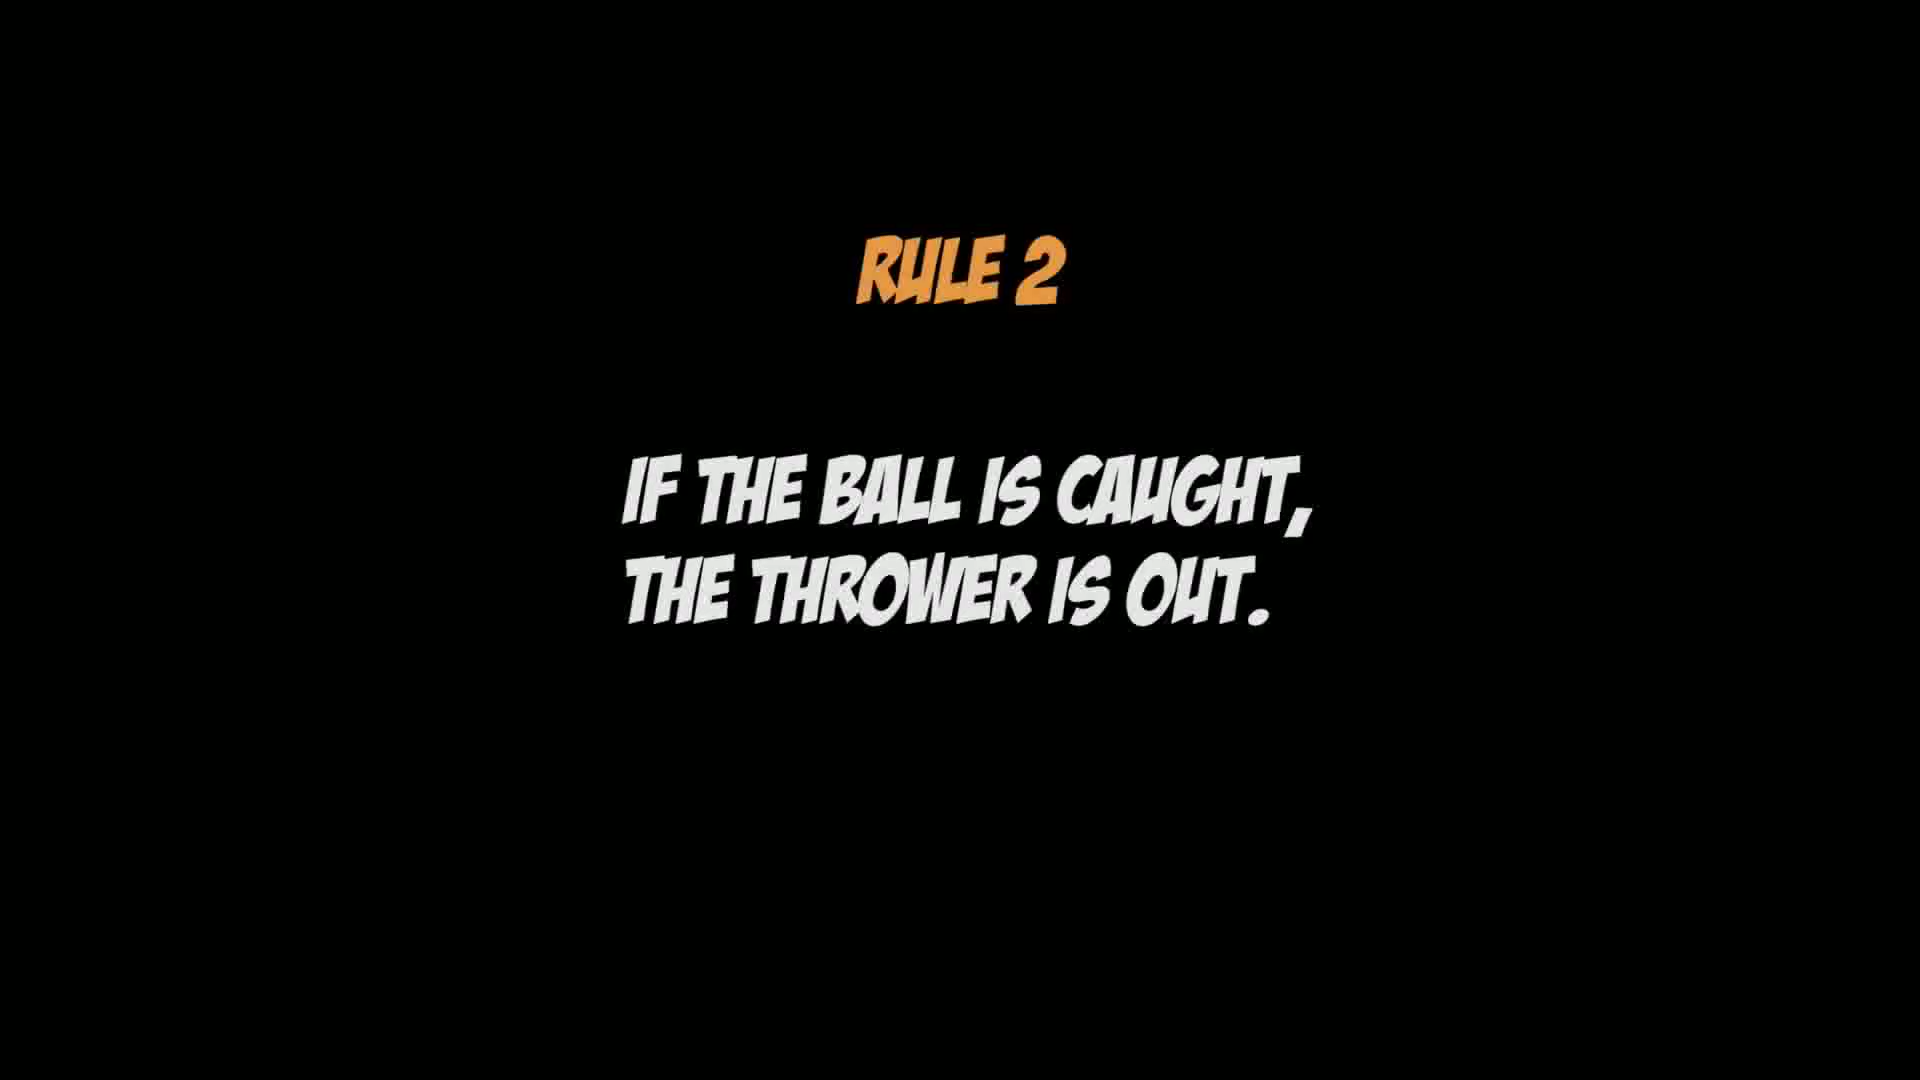 RULE 2
IF THE BALL IS CAUGHT,
THE THROWER IS OUT.